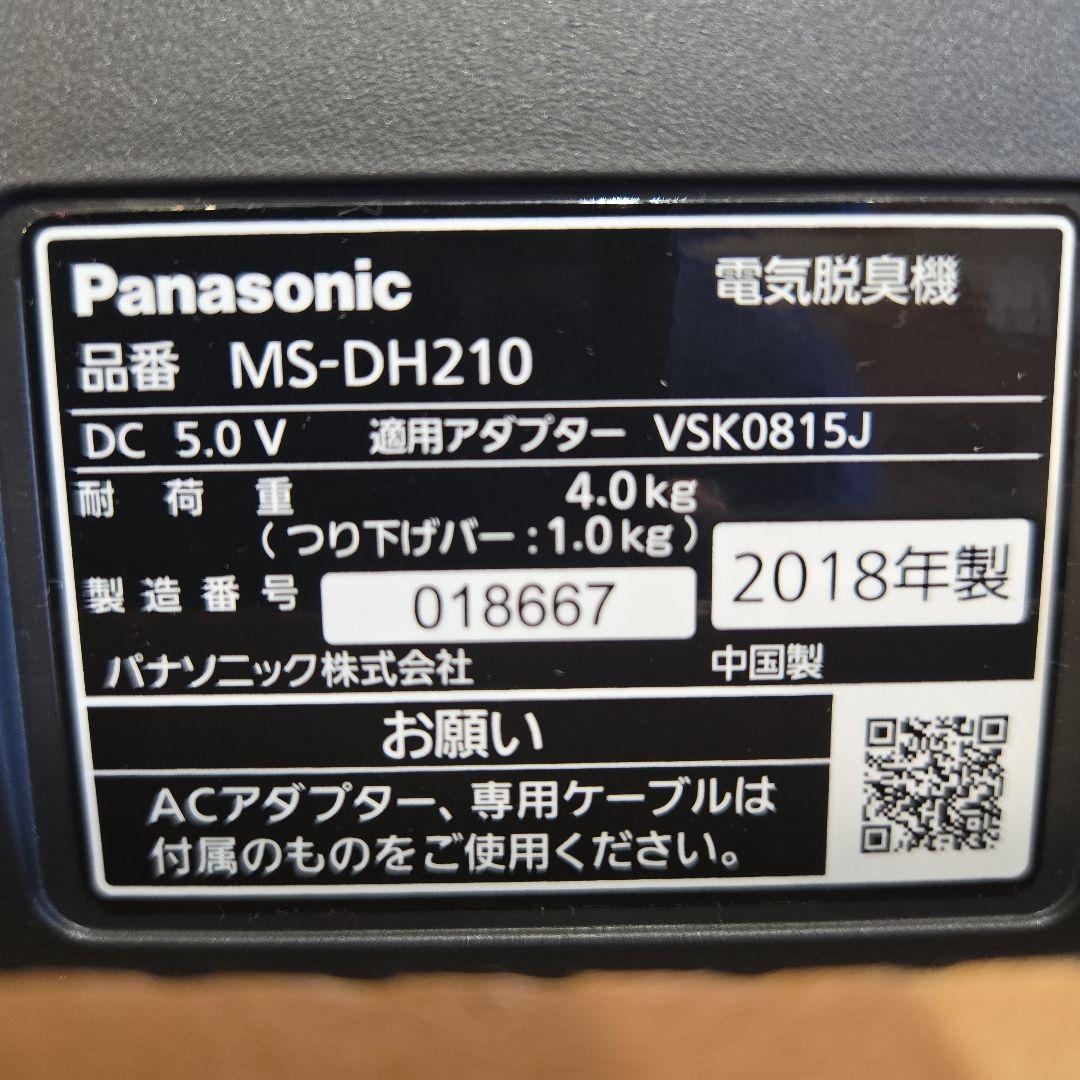 Panasonic 電気脱臭機
品番 MS-DH210
DC 5.0 V 適用アダプター VSK0815J
耐荷重 4.0kg
(つり下げバー:1.0kg)
製造番号 018667 2018年製
パナソニック株式会社 中国製
お願い
ACアダプター、専用ケーブルは
付属のものをご使用ください。